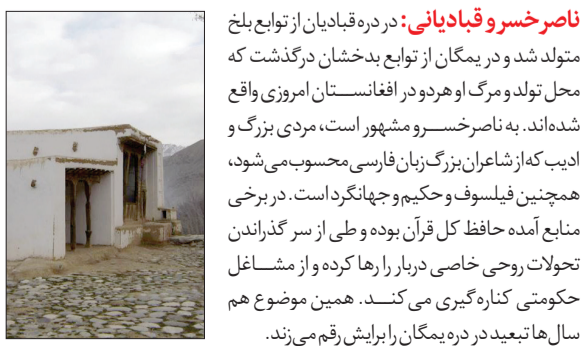 ناصر خسرو قبادیانی: در دره قبادیان از توابع بلخ
متولد شد و در یمگان از توابع بدخشان درگذشت که
محل تولد و مرگ او هر دو در افغانستان امروزی واقع
شده‌اند. به ناصرخسرو مشهور است، مردی بزرگ و
ادیب که از شاعران بزرگ زبان فارسی محسوب می‌شود،
همچنین فیلسوف و حکیم و جهانگرد است. در برخی
منابع آمده حافظ کل قرآن بوده و طی از سر گذراندن
تحولات روحی خاصی دربار را رها کرده و از مشاغل
حکومتی کناره گیری می کند. همین موضوع هم
سال‌ها تبعید در دره یمگان را برایش رقم می‌زند.